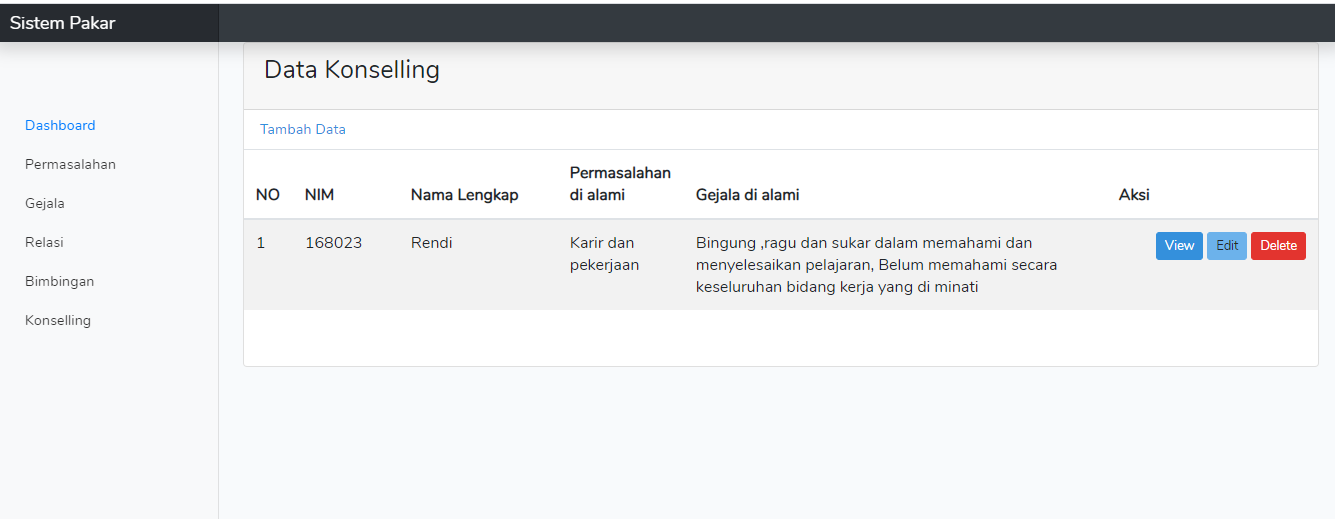 Sistem Pakar
Data Konselling
Dashboard
Tambah Data
Permasalahan
Gejala
Relasi
Bimbingan
Konselling
NO NIM Nama Lengkap Permasalahan di alami Gejala di alami Aksi
1 168023 Rendi Karir dan pekerjaan Bingung ,ragu dan sukar dalam memahami dan
menyelesaikan pelajaran, Belum memahami secara
keseluruhan bidang kerja yang di minati
View Edit Delete